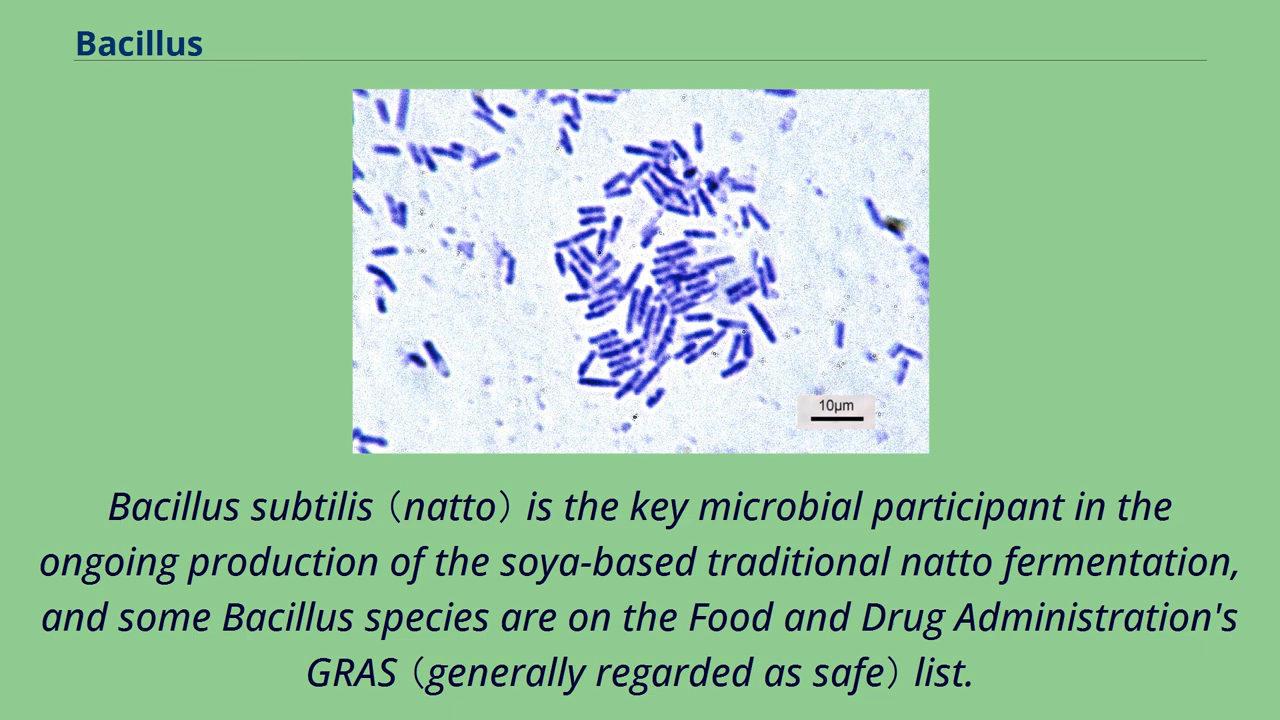 Bacillus
10µm
Bacillus subtilis（natto）is the key microbial participant in the
ongoing production of the soya-based traditional natto fermentation,
and some Bacillus species are on the Food and Drug Administration's
GRAS（generally regarded as safe）list.